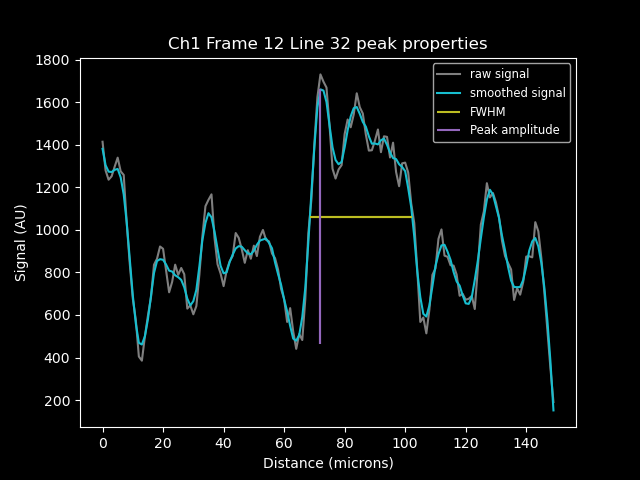 Ch1 Frame 12 Line 32 peak properties
raw signal
smoothed signal
FWHM
Peak amplitude
Signal (AU)
1800
1600
1400
1200
1000
800
600
400
200
0 20 40 60 80 100 120 140
Distance (microns)